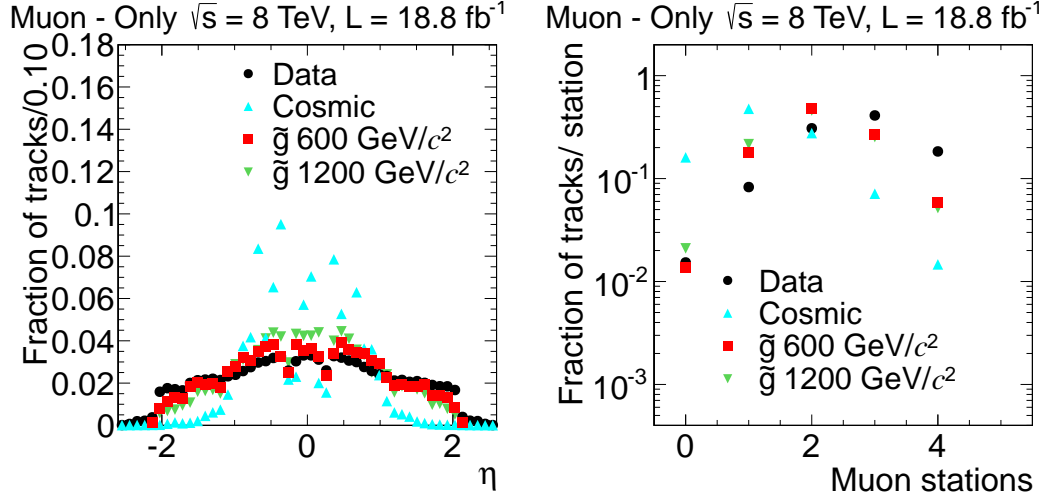 Muon - Only √s = 8 TeV, L = 18.8 fb⁻¹
Fraction of tracks/0.10
0.18
0.16
0.14
0.12
0.1
0.08
0.06
0.04
0.02
0
Data
Cosmic
g̃ 600 GeV/c²
g̃ 1200 GeV/c²
-2 0 2
η
Muon - Only √s = 8 TeV, L = 18.8 fb⁻¹
Fraction of tracks/ station
1
10⁻¹
10⁻²
10⁻³
Data
Cosmic
g̃ 600 GeV/c²
g̃ 1200 GeV/c²
0 2 4
Muon stations